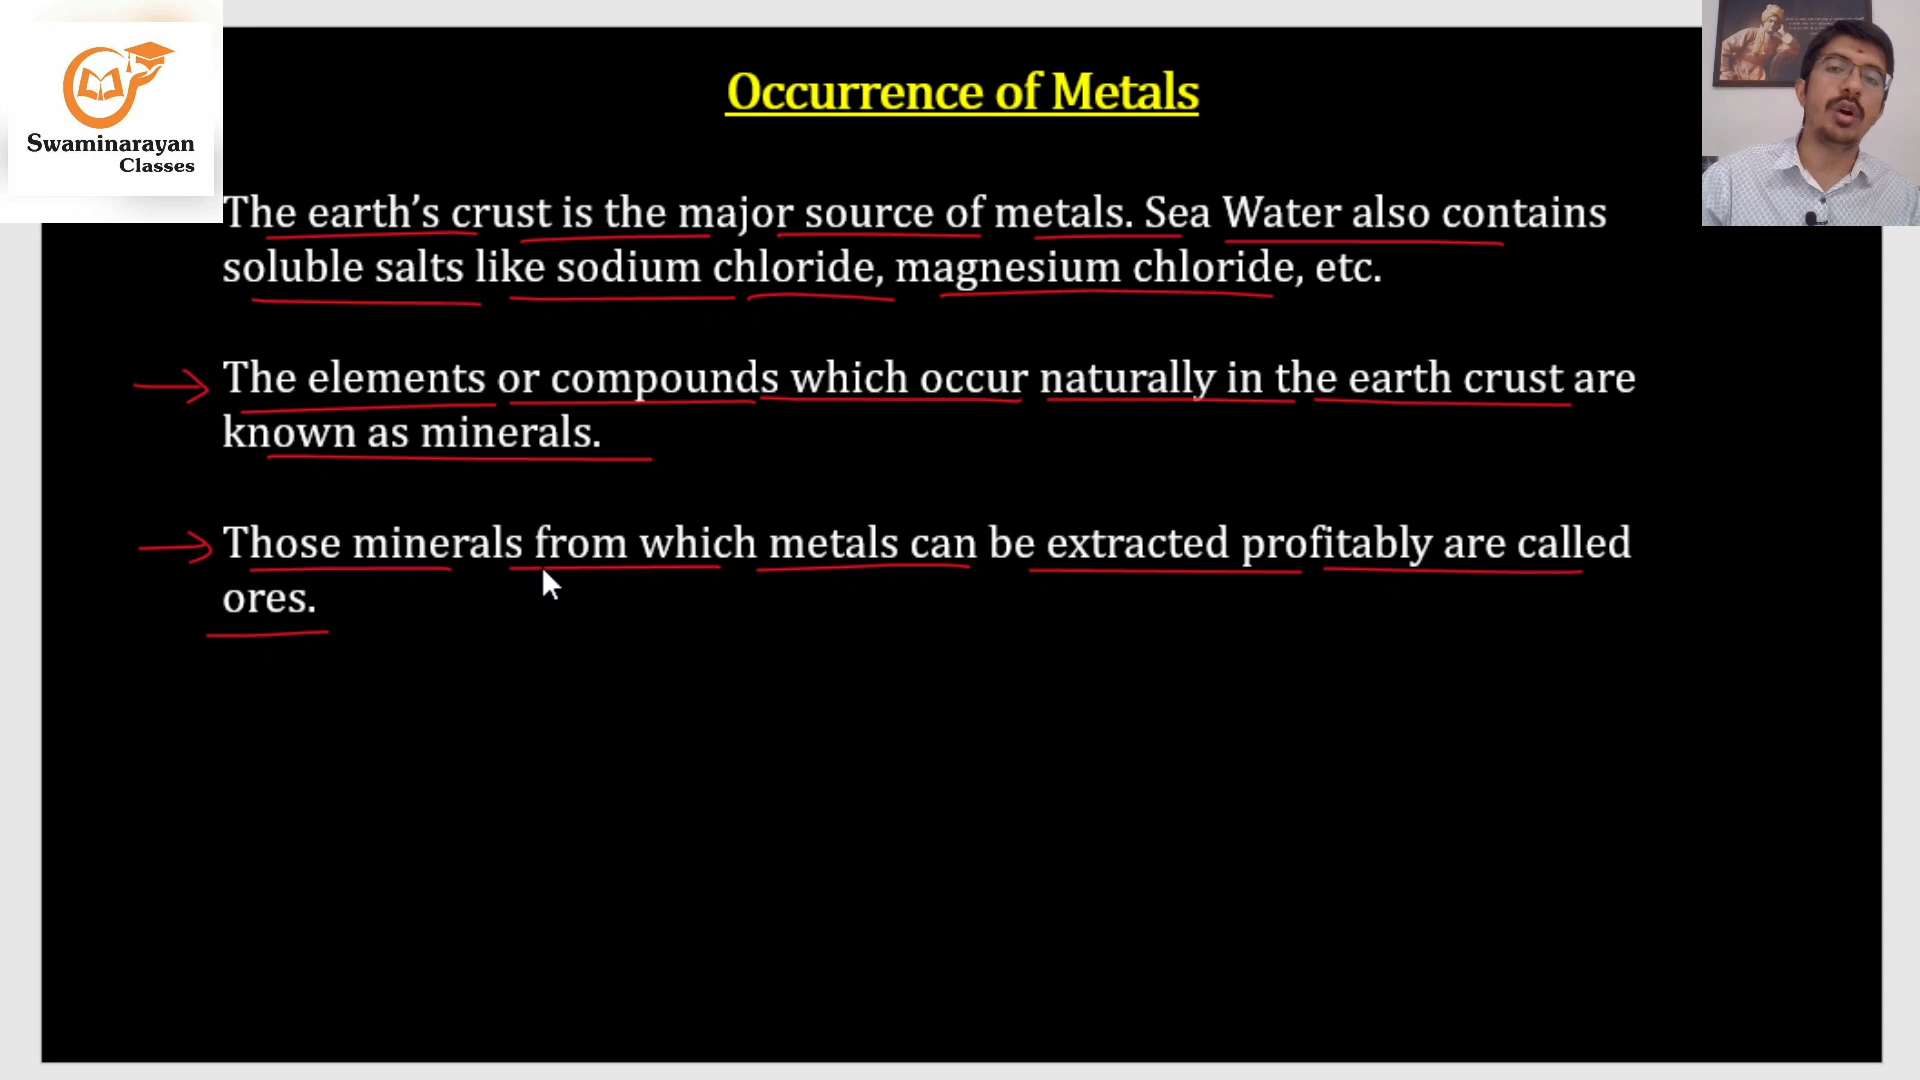 Swaminarayan
Classes
Occurrence of Metals
The earth’s crust is the major source of metals. Sea Water also contains
soluble salts like sodium chloride, magnesium chloride, etc.
The elements or compounds which occur naturally in the earth crust are
known as minerals.
Those minerals from which metals can be extracted profitably are called
ores.